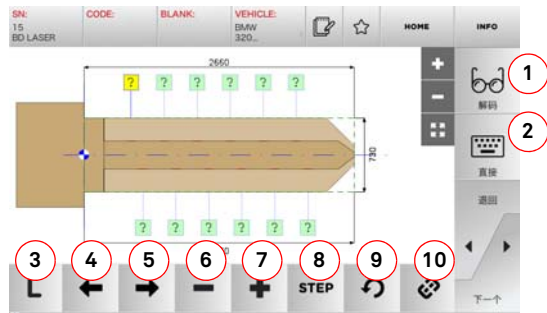 SN:
15
BD LASER
CODE:
BLANK:
VEHICLE:
BMW
320...
HOME
INFO
2660
? ? ? ? ? ?
730
? ? ? ? ? ?
解码
直接
退回
下一个
L
STEP
1
2
3
4
5
6
7
8
9
10